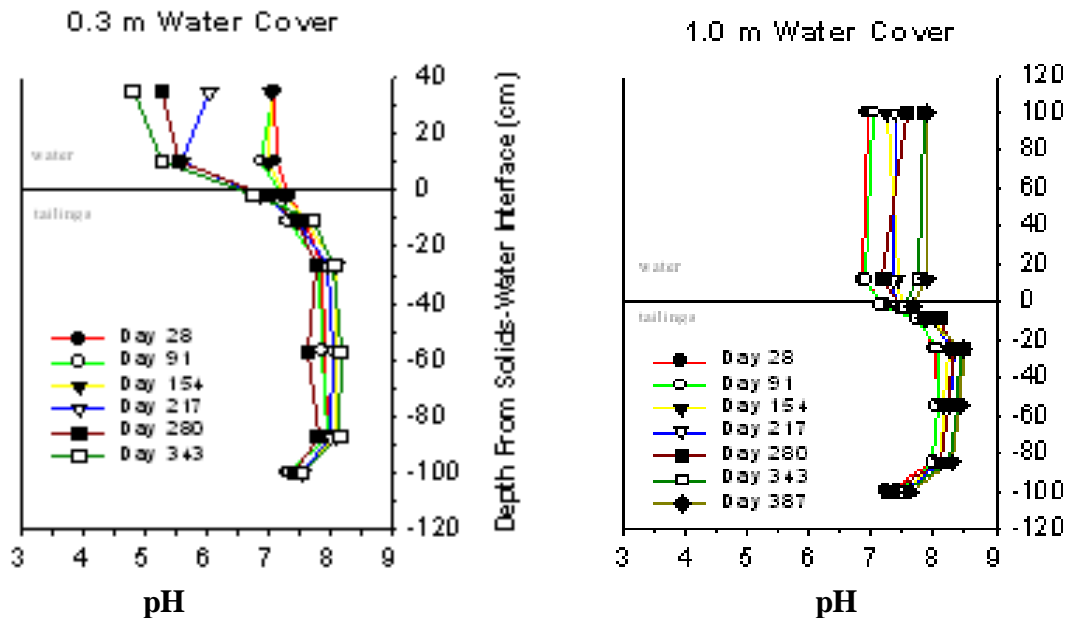 0.3 m Water Cover
40
20
0
-20
-40
-60
-80
-100
-120
water
tailings
Day 28
Day 91
Day 154
Day 217
Day 280
Day 343
3 4 5 6 7 8 9
pH
Depth From Solids-Water Interface (cm)
1.0 m Water Cover
120
100
80
60
40
20
0
-20
-40
-60
-80
-100
-120
water
tailings
Day 28
Day 91
Day 154
Day 217
Day 280
Day 343
Day 387
3 4 5 6 7 8 9
pH